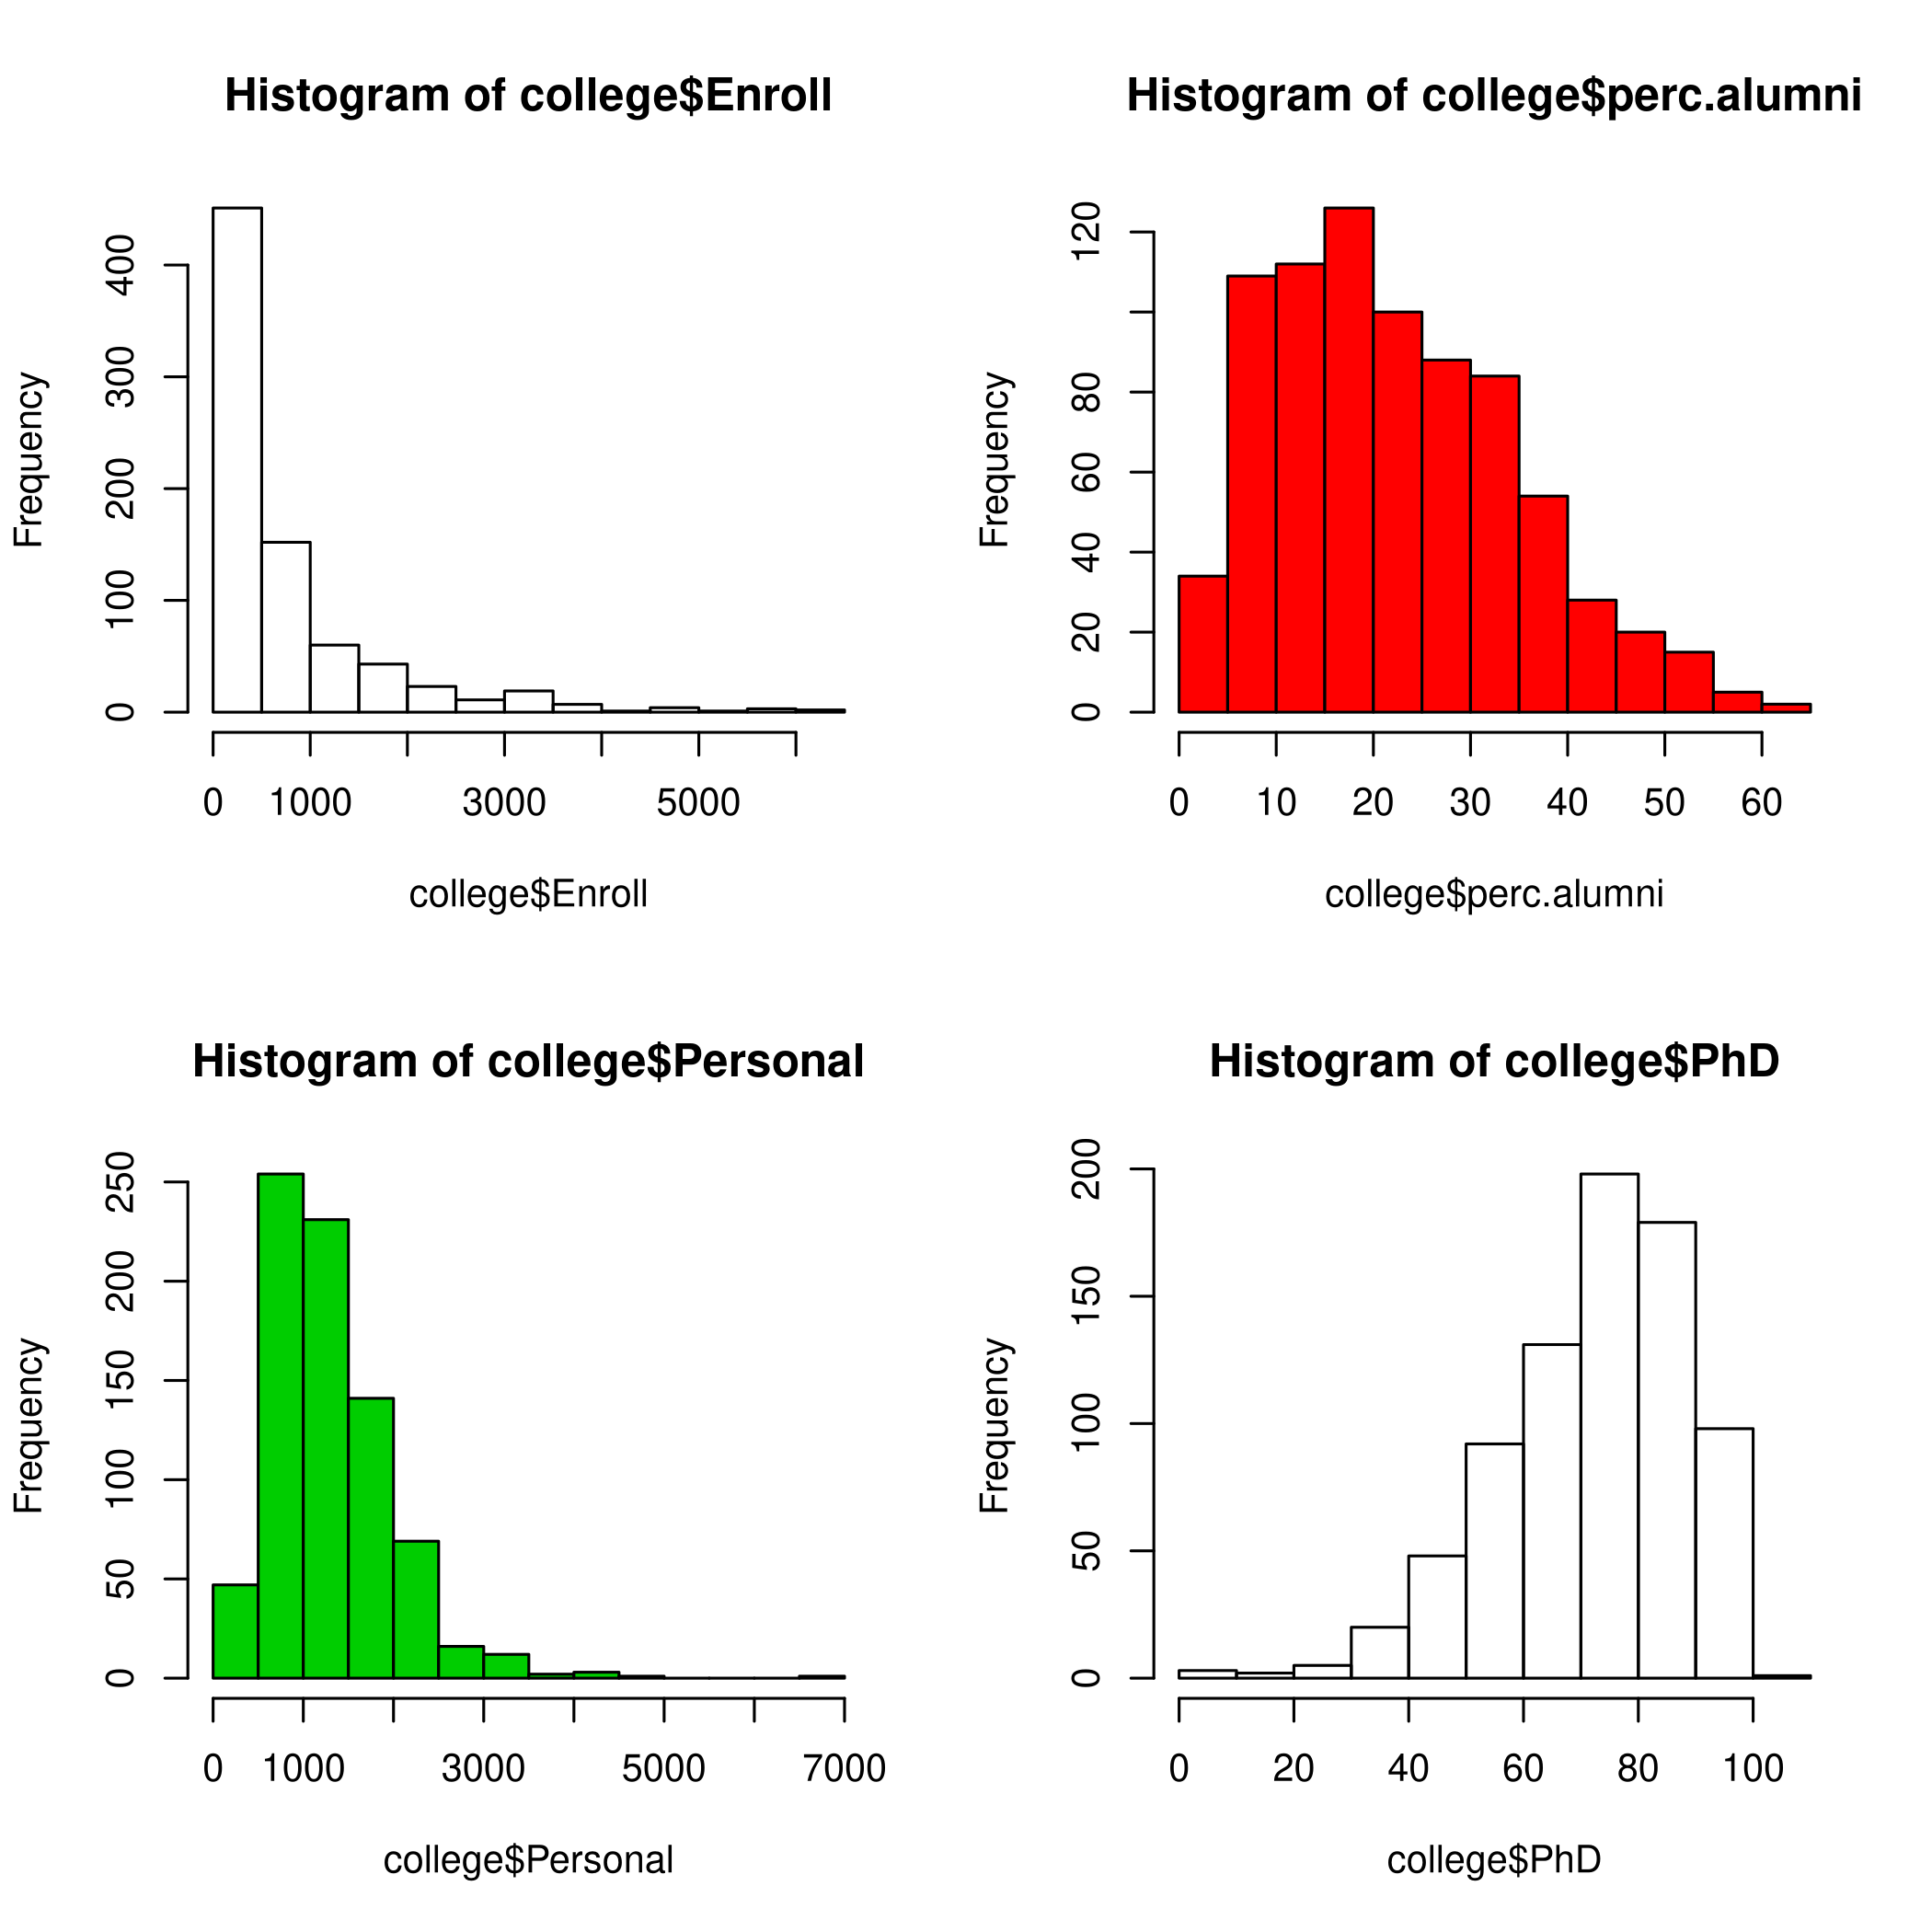 Histogram of college$Enroll
Frequency
0 100 200 300 400
0 1000 3000 5000
college$Enroll
Histogram of college$perc.alumni
Frequency
0 20 40 60 80 120
0 10 20 30 40 50 60
college$perc.alumni
Histogram of college$Personal
Frequency
0 50 100 150 200 250
0 1000 3000 5000 7000
college$Personal
Histogram of college$PhD
Frequency
0 50 100 150 200
0 20 40 60 80 100
college$PhD